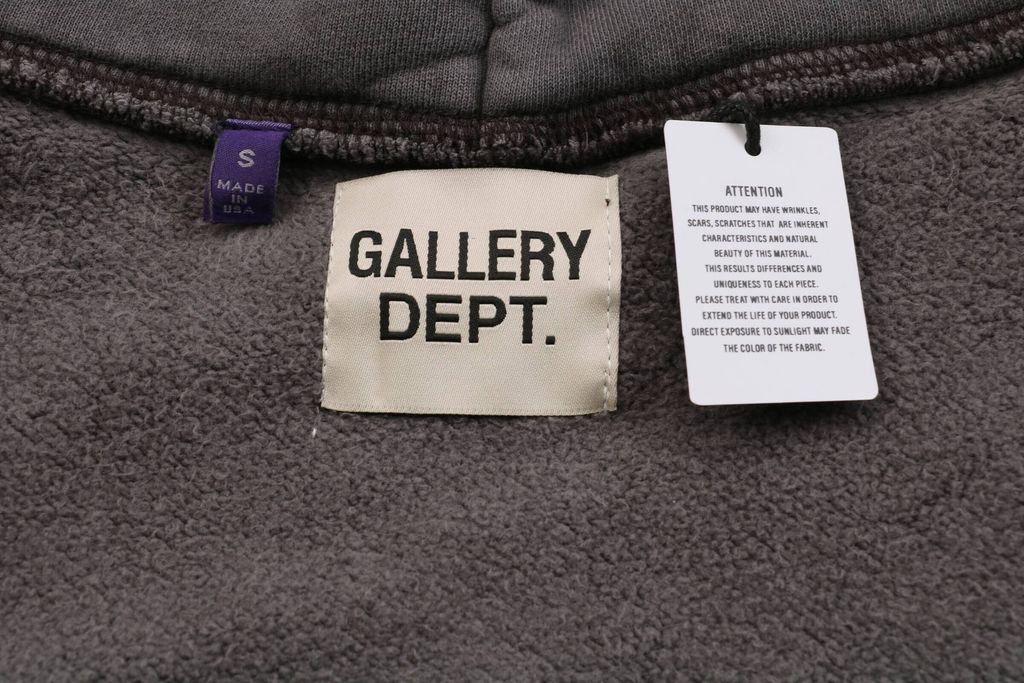 S
MADE
IN
USA
GALLERY
DEPT.
ATTENTION
THIS PRODUCT MAY HAVE WRINKLES,
SCARS, SCRATCHES THAT ARE INHERENT
CHARACTERISTICS AND NATURAL
BEAUTY OF THIS MATERIAL.
THIS RESULTS DIFFERENCES AND
UNIQUENESS TO EACH PIECE.
PLEASE TREAT WITH CARE IN ORDER TO
EXTEND THE LIFE OF YOUR PRODUCT.
DIRECT EXPOSURE TO SUNLIGHT MAY FADE
THE COLOR OF THE FABRIC.